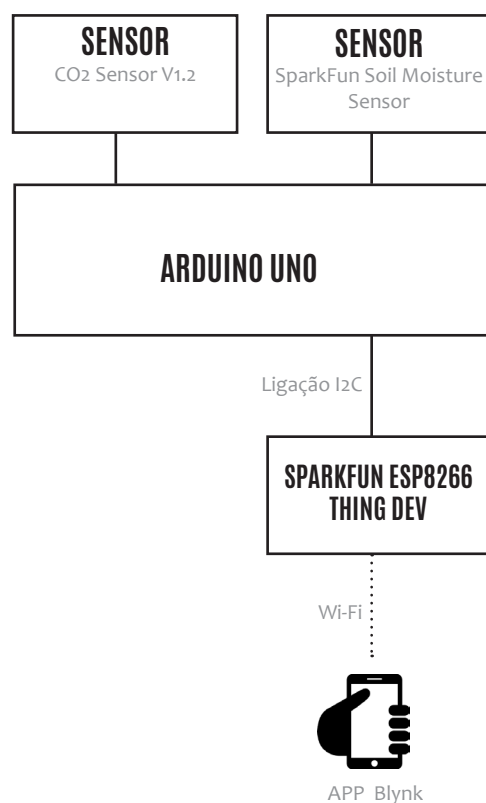 SENSOR
CO2 Sensor V1.2
SENSOR
SparkFun Soil Moisture
Sensor
ARDUINO UNO
Ligação I2C
SPARKFUN ESP8266
THING DEV
Wi-Fi
APP Blynk